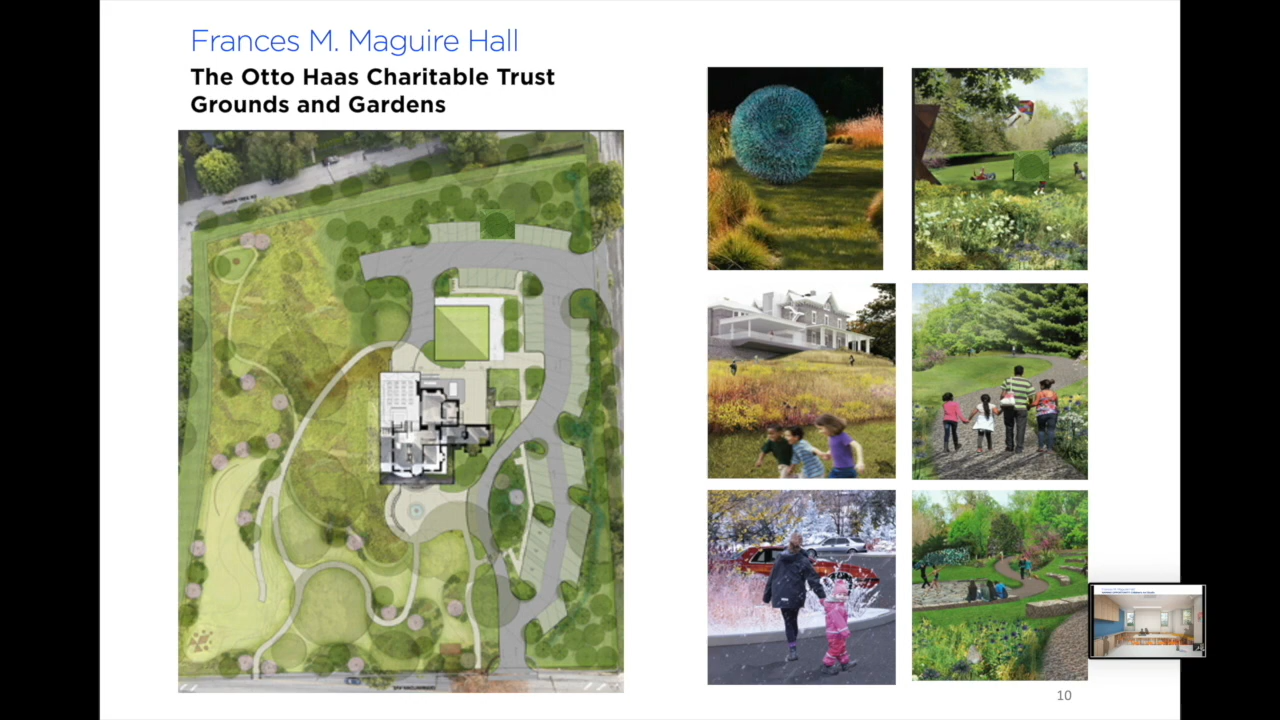 Frances M. Maguire Hall
The Otto Haas Charitable Trust
Grounds and Gardens
10